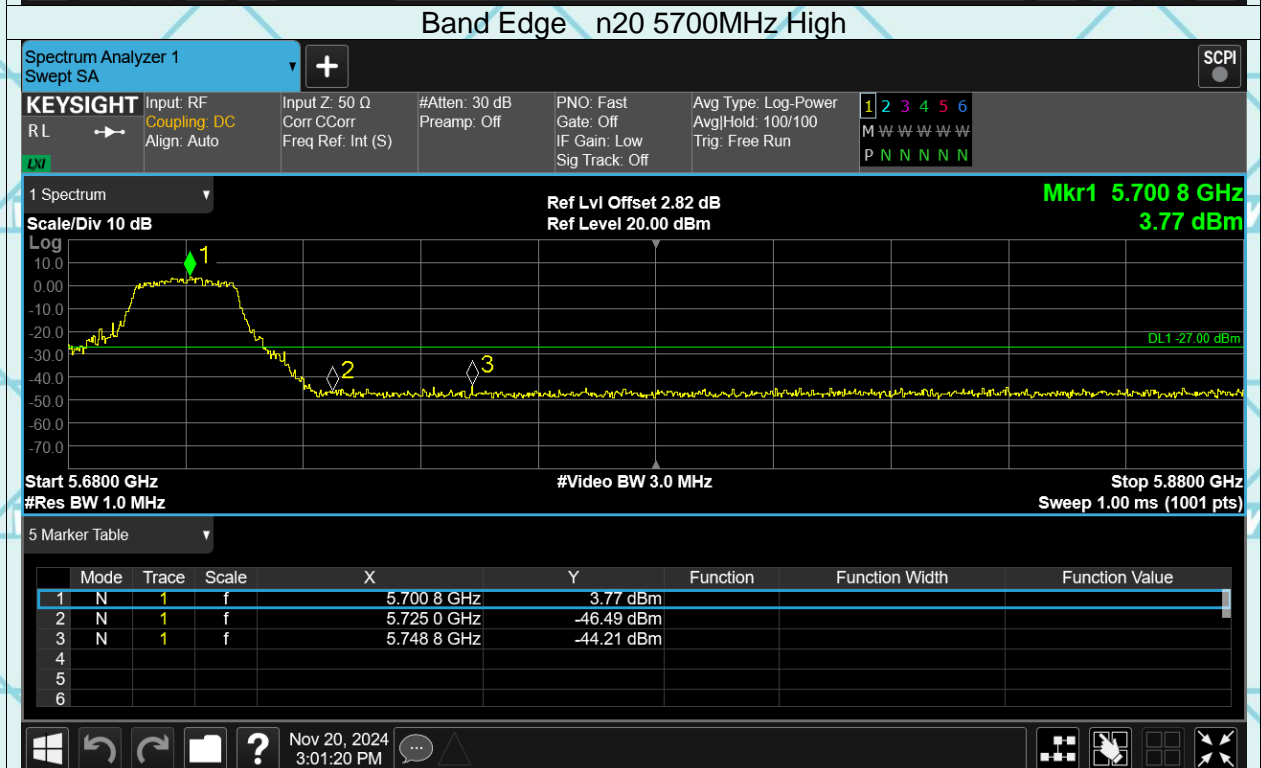 Band Edge n20 5700MHz High
Spectrum Analyzer 1
Swept SA
+
SCPI
KEYSIGHT
R L
LXI
Input: RF
Coupling: DC
Align: Auto
Input Z: 50 Ω
Corr CCorr
Freq Ref: Int (S)
#Atten: 30 dB
Preamp: Off
PNO: Fast
Gate: Off
IF Gain: Low
Sig Track: Off
Avg Type: Log-Power
Avg|Hold: 100/100
Trig: Free Run
1 2 3 4 5 6
M W W W W W
P N N N N N
1 Spectrum
Scale/Div 10 dB
Ref Lvl Offset 2.82 dB
Ref Level 20.00 dBm
Mkr1 5.700 8 GHz
3.77 dBm
Log
10.0
0.00
-10.0
-20.0
-30.0
-40.0
-50.0
-60.0
-70.0
1
2
3
DL1 -27.00 dBm
Start 5.6800 GHz
#Video BW 3.0 MHz
Stop 5.8800 GHz
#Res BW 1.0 MHz
Sweep 1.00 ms (1001 pts)
5 Marker Table
Mode Trace Scale X Y Function Function Width Function Value
1 N 1 f 5.700 8 GHz 3.77 dBm
2 N 1 f 5.725 0 GHz -46.49 dBm
3 N 1 f 5.748 8 GHz -44.21 dBm
4
5
6
?
Nov 20, 2024
3:01:20 PM